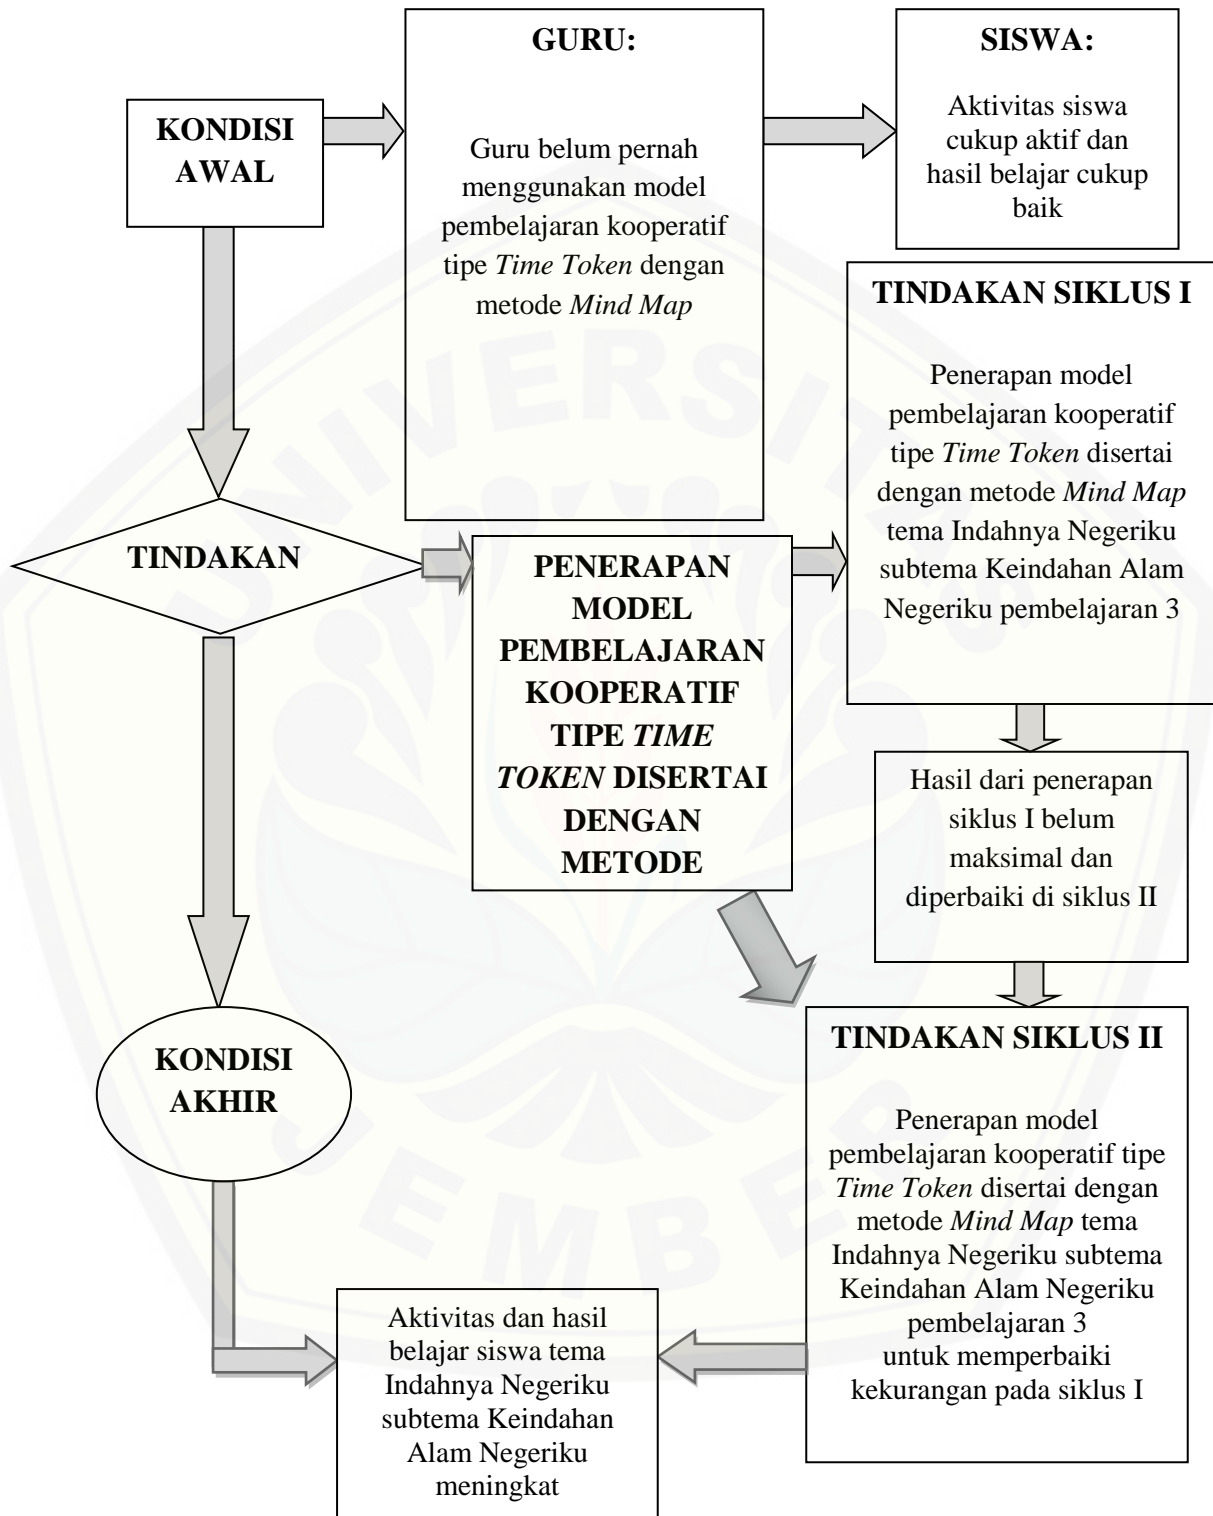 KONDISI
AWAL
GURU:
Guru belum pernah
menggunakan model
pembelajaran kooperatif
tipe Time Token dengan
metode Mind Map
SISWA:
Aktivitas siswa
cukup aktif dan
hasil belajar cukup
baik
TINDAKAN
PENERAPAN
MODEL
PEMBELAJARAN
KOOPERATIF
TIPE TIME
TOKEN DISERTAI
DENGAN
METODE
TINDAKAN SIKLUS I
Penerapan model
pembelajaran kooperatif
tipe Time Token disertai
dengan metode Mind Map
tema Indahnya Negeriku
subtema Keindahan Alam
Negeriku pembelajaran 3
Hasil dari penerapan
siklus I belum
maksimal dan
diperbaiki di siklus II
TINDAKAN SIKLUS II
Penerapan model
pembelajaran kooperatif tipe
Time Token disertai dengan
metode Mind Map tema
Indahnya Negeriku subtema
Keindahan Alam Negeriku
pembelajaran 3
untuk memperbaiki
kekurangan pada siklus I
KONDISI
AKHIR
Aktivitas dan hasil
belajar siswa tema
Indahnya Negeriku
subtema Keindahan
Alam Negeriku
meningkat
UNIVERSITAS
JEMBER